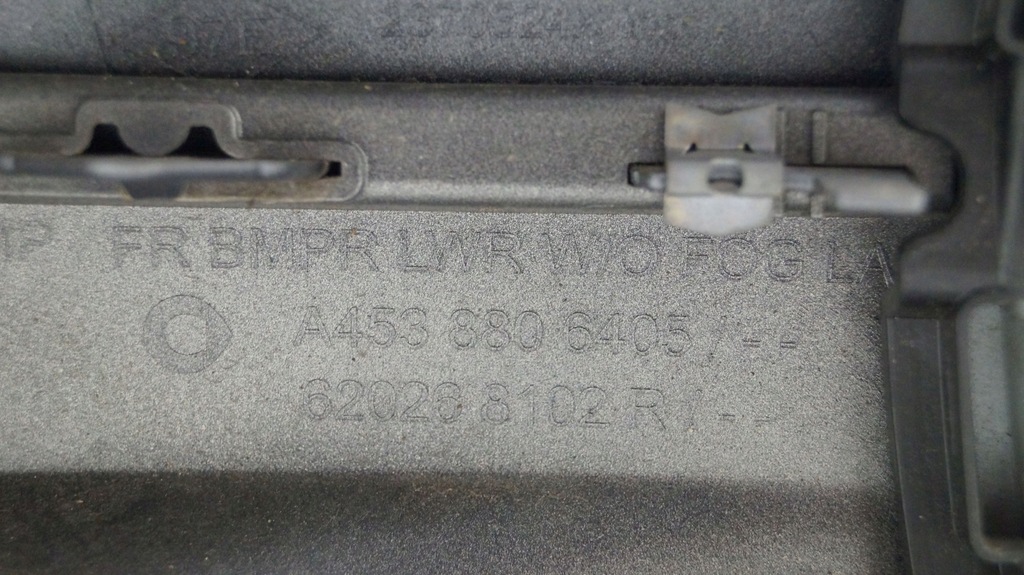 FR BMPR LWR W/O FOG LA
A453 880 6405 / - -
62026 8102 R / - -